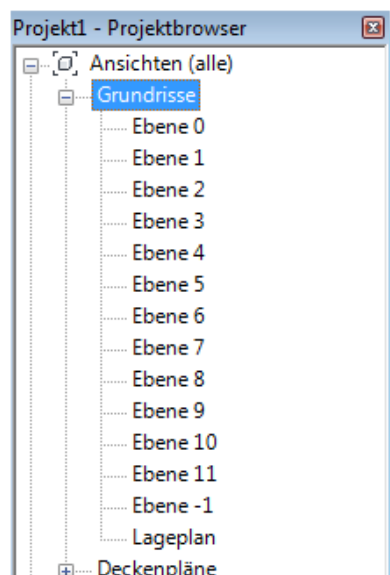 Projekt1 - Projektbrowser
Ansichten (alle)
Grundrisse
Ebene 0
Ebene 1
Ebene 2
Ebene 3
Ebene 4
Ebene 5
Ebene 6
Ebene 7
Ebene 8
Ebene 9
Ebene 10
Ebene 11
Ebene -1
Lageplan
Deckenpläne